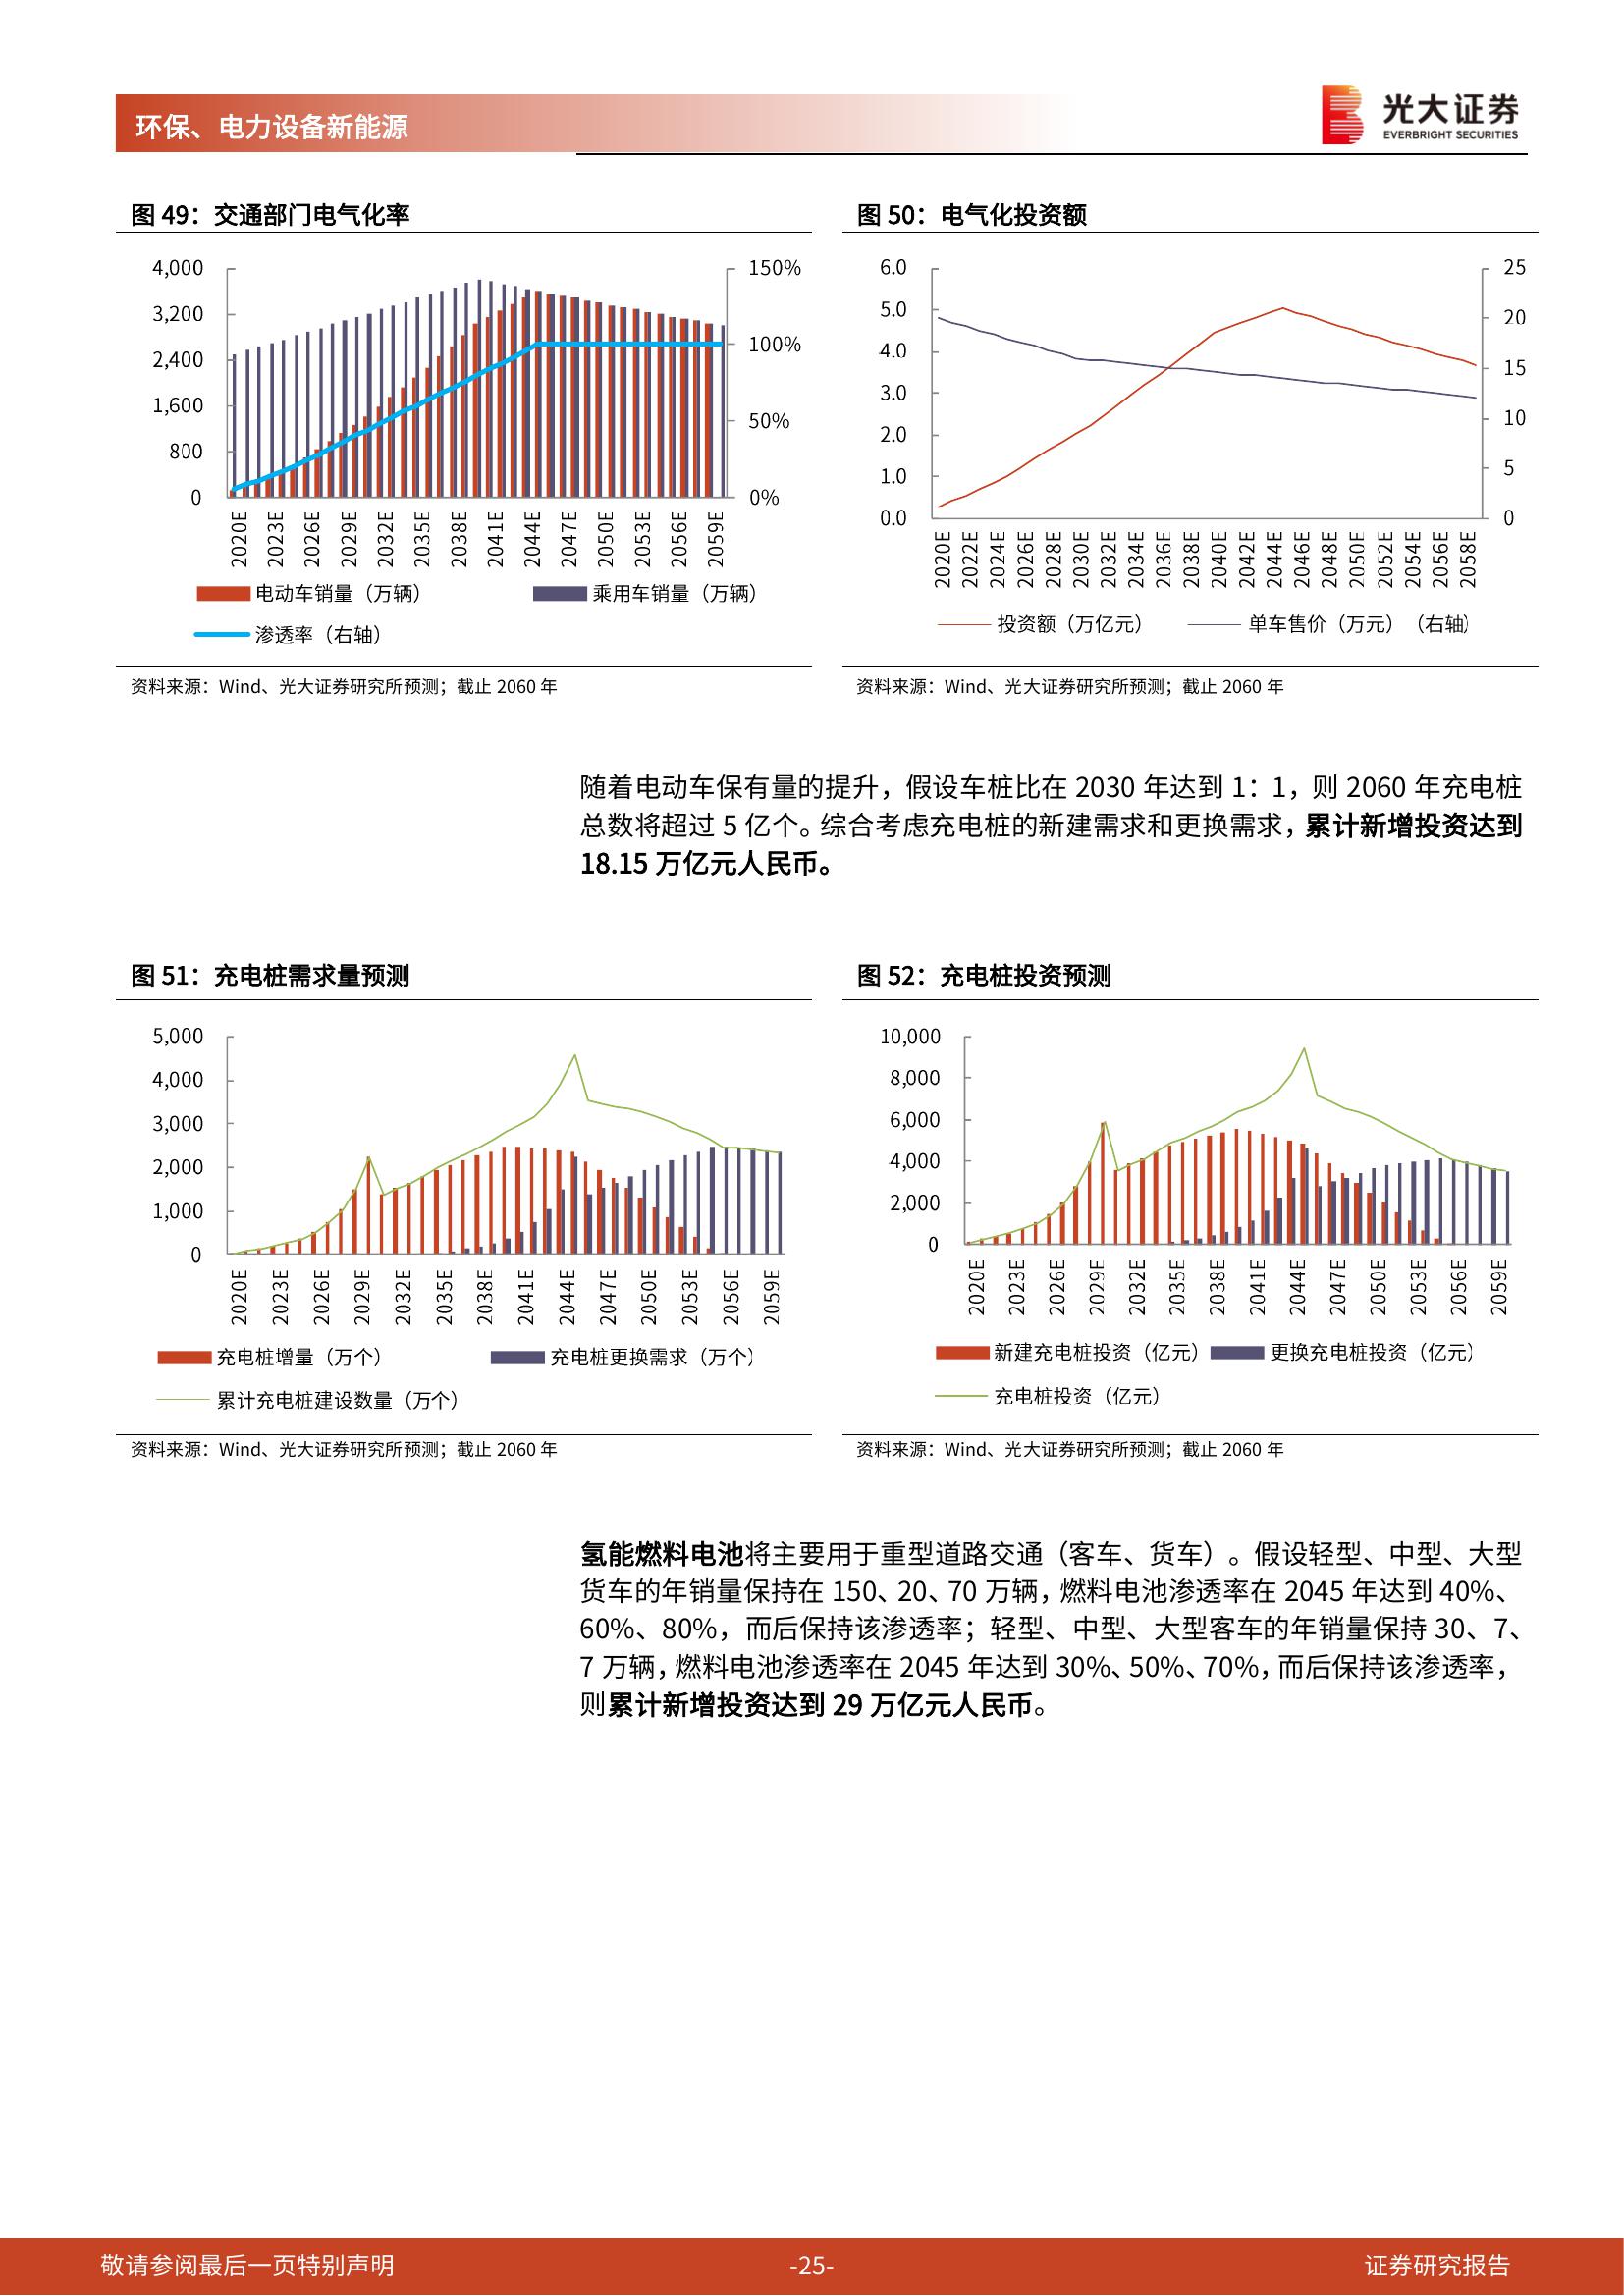 环保、电力设备新能源
光大证券
EVERBRIGHT SECURITIES
图 49：交通部门电气化率
4,000
3,200
2,400
1,600
800
0
150%
100%
50%
0%
2020E 2023E 2026E 2029E 2032E 2035E 2038E 2041E 2044E 2047E 2050E 2053E 2056E 2059E
电动车销量（万辆） 乘用车销量（万辆）
渗透率（右轴）
资料来源：Wind、光大证券研究所预测；截止 2060 年
图 50：电气化投资额
6.0
5.0
4.0
3.0
2.0
1.0
0.0
25
20
15
10
5
0
2020E 2022E 2024E 2026E 2028E 2030E 2032E 2034E 2036E 2038E 2040E 2042E 2044E 2046E 2048E 2050E 2052E 2054E 2056E 2058E
投资额（万亿元） 单车售价（万元）（右轴）
资料来源：Wind、光大证券研究所预测；截止 2060 年
随着电动车保有量的提升，假设车桩比在 2030 年达到 1：1，则 2060 年充电桩
总数将超过 5 亿个。综合考虑充电桩的新建需求和更换需求，累计新增投资达到
18.15 万亿元人民币。
图 51：充电桩需求量预测
5,000
4,000
3,000
2,000
1,000
0
2020E 2023E 2026E 2029E 2032E 2035E 2038E 2041E 2044E 2047E 2050E 2053E 2056E 2059E
充电桩增量（万个） 充电桩更换需求（万个）
累计充电桩建设数量（万个）
资料来源：Wind、光大证券研究所预测；截止 2060 年
图 52：充电桩投资预测
10,000
8,000
6,000
4,000
2,000
0
2020E 2023E 2026E 2029E 2032E 2035E 2038E 2041E 2044E 2047E 2050E 2053E 2056E 2059E
新建充电桩投资（亿元） 更换充电桩投资（亿元）
充电桩投资（亿元）
资料来源：Wind、光大证券研究所预测；截止 2060 年
氢能燃料电池将主要用于重型道路交通（客车、货车）。假设轻型、中型、大型
货车的年销量保持在 150、20、70 万辆，燃料电池渗透率在 2045 年达到 40%、
60%、80%，而后保持该渗透率；轻型、中型、大型客车的年销量保持 30、7、
7 万辆，燃料电池渗透率在 2045 年达到 30%、50%、70%，而后保持该渗透率，
则累计新增投资达到 29 万亿元人民币。
敬请参阅最后一页特别声明
-25-
证券研究报告